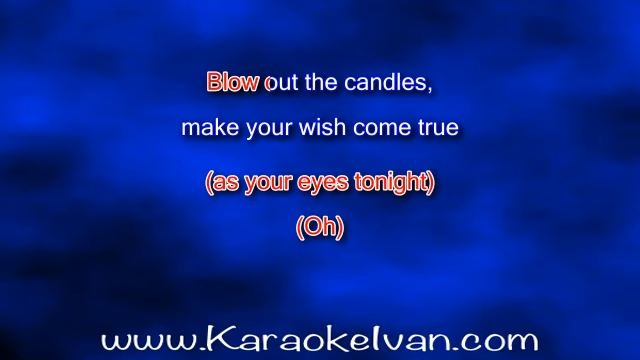 Blow out the candles,
make your wish come true
(as your eyes tonight)
(Oh)
www.KaraokeIvan.com